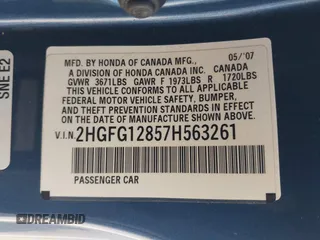 SNE E2
MFD. BY HONDA OF CANADA MFG., 05/'07
A DIVISION OF HONDA CANADA INC. CANADA
GVWR 3671LBS GAWR F 1973LBS R 1720LBS
THIS VEHICLE CONFORMS TO ALL APPLICABLE
FEDERAL MOTOR VEHICLE SAFETY, BUMPER,
AND THEFT PREVENTION STANDARDS IN EFFECT
ON THE DATE OF MANUFACTURE SHOWN ABOVE.
V.I.N. 2HGFG12857H563261
PASSENGER CAR
DREAMBID